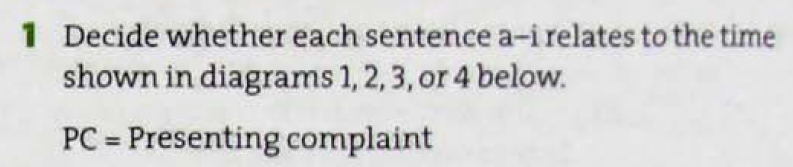 1 Decide whether each sentence a–i relates to the time
shown in diagrams 1, 2, 3, or 4 below.
PC = Presenting complaint